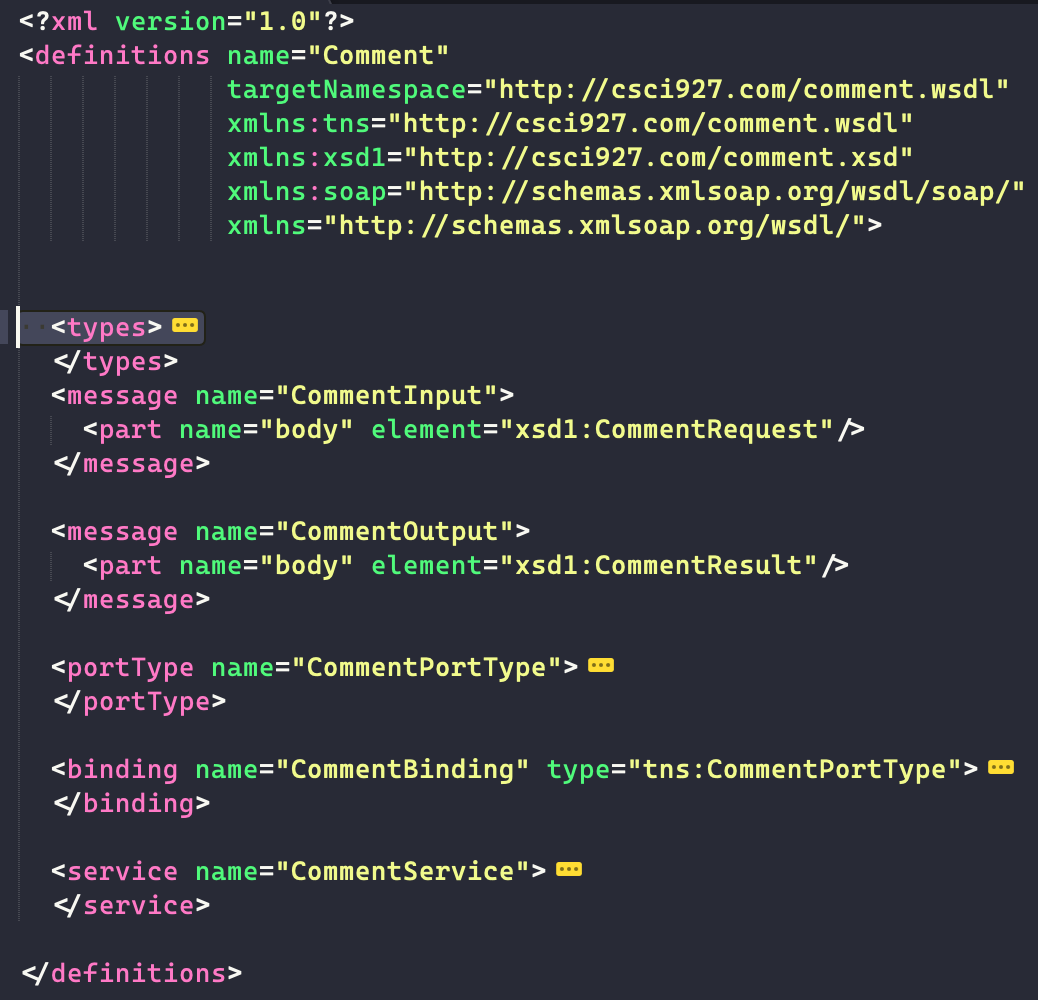 <?xml version="1.0"?>
<definitions name="Comment"
             targetNamespace="http://csci927.com/comment.wsdl"
             xmlns:tns="http://csci927.com/comment.wsdl"
             xmlns:xsd1="http://csci927.com/comment.xsd"
             xmlns:soap="http://schemas.xmlsoap.org/wsdl/soap/"
             xmlns="http://schemas.xmlsoap.org/wsdl/">
  <types>
  </types>
  <message name="CommentInput">
    <part name="body" element="xsd1:CommentRequest"/>
  </message>
  <message name="CommentOutput">
    <part name="body" element="xsd1:CommentResult"/>
  </message>
  <portType name="CommentPortType">
  </portType>
  <binding name="CommentBinding" type="tns:CommentPortType">
  </binding>
  <service name="CommentService">
  </service>
</definitions>